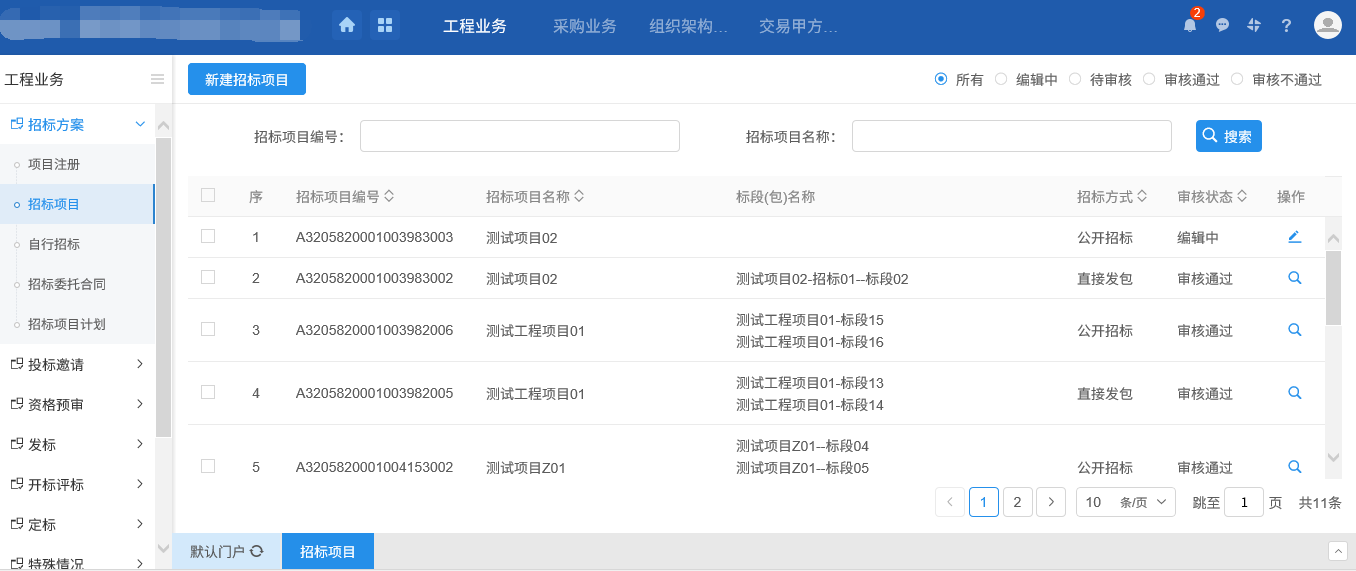 工程业务 采购业务 组织架构... 交易甲方... 2 ?
工程业务
招标方案
项目注册
招标项目
自行招标
招标委托合同
招标项目计划
投标邀请
资格预审
发标
开标评标
定标
特殊情况
新建招标项目 所有 编辑中 待审核 审核通过 审核不通过
招标项目编号: 招标项目名称: 搜索
序 招标项目编号 招标项目名称 标段(包)名称 招标方式 审核状态 操作
1 A3205820001003983003 测试项目02 公开招标 编辑中
2 A3205820001003983002 测试项目02 测试项目02-招标01--标段02 直接发包 审核通过
3 A3205820001003982006 测试工程项目01 测试工程项目01-标段15 公开招标 审核通过
测试工程项目01-标段16
4 A3205820001003982005 测试工程项目01 测试工程项目01-标段13 直接发包 审核通过
测试工程项目01-标段14
测试项目Z01--标段04
5 A3205820001004153002 测试项目Z01 测试项目Z01--标段05 公开招标 审核通过
1 2 10 条/页 跳至 1 页 共11条
默认门户 招标项目